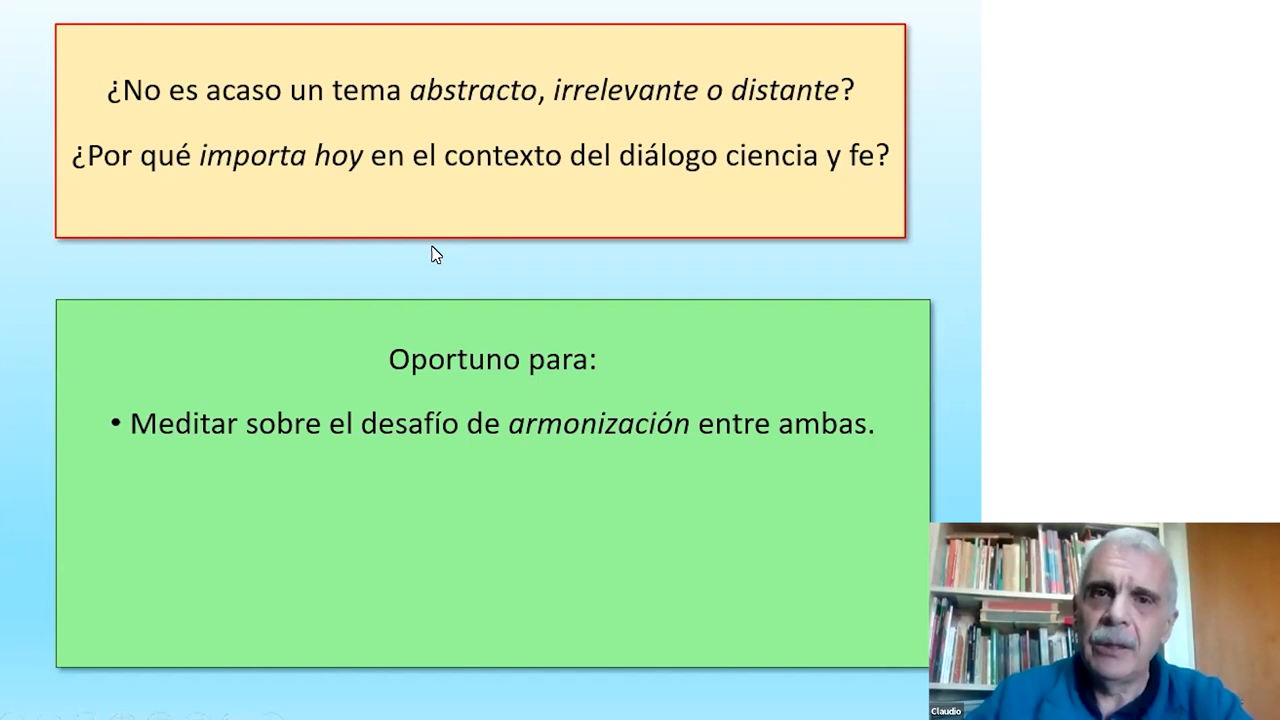 ¿No es acaso un tema abstracto, irrelevante o distante?
¿Por qué importa hoy en el contexto del diálogo ciencia y fe?
Oportuno para:
• Meditar sobre el desafío de armonización entre ambas.
Claudio